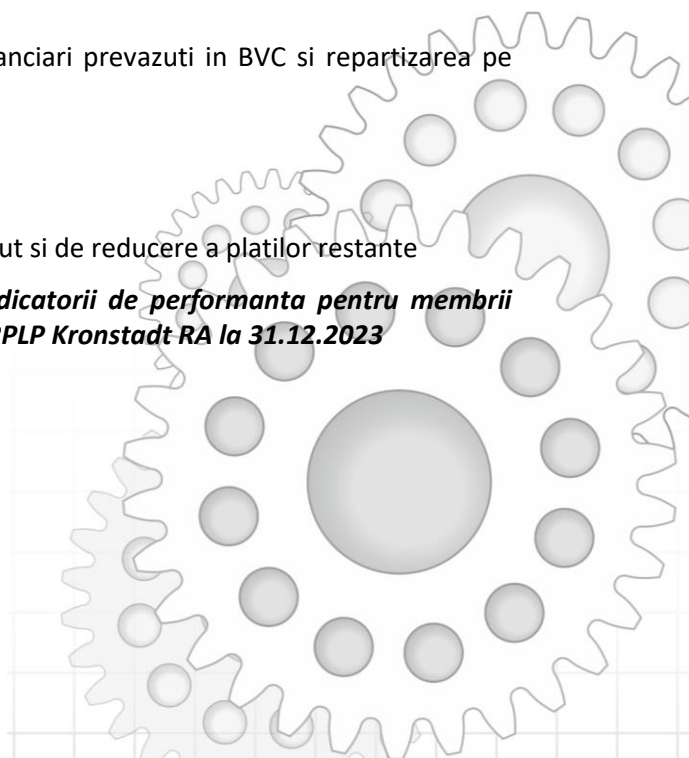 anciari prevazuti in BVC si repartizarea pe
ut si de reducere a platilor restante
dicatorii de performanta pentru membrii
PLP Kronstadt RA la 31.12.2023